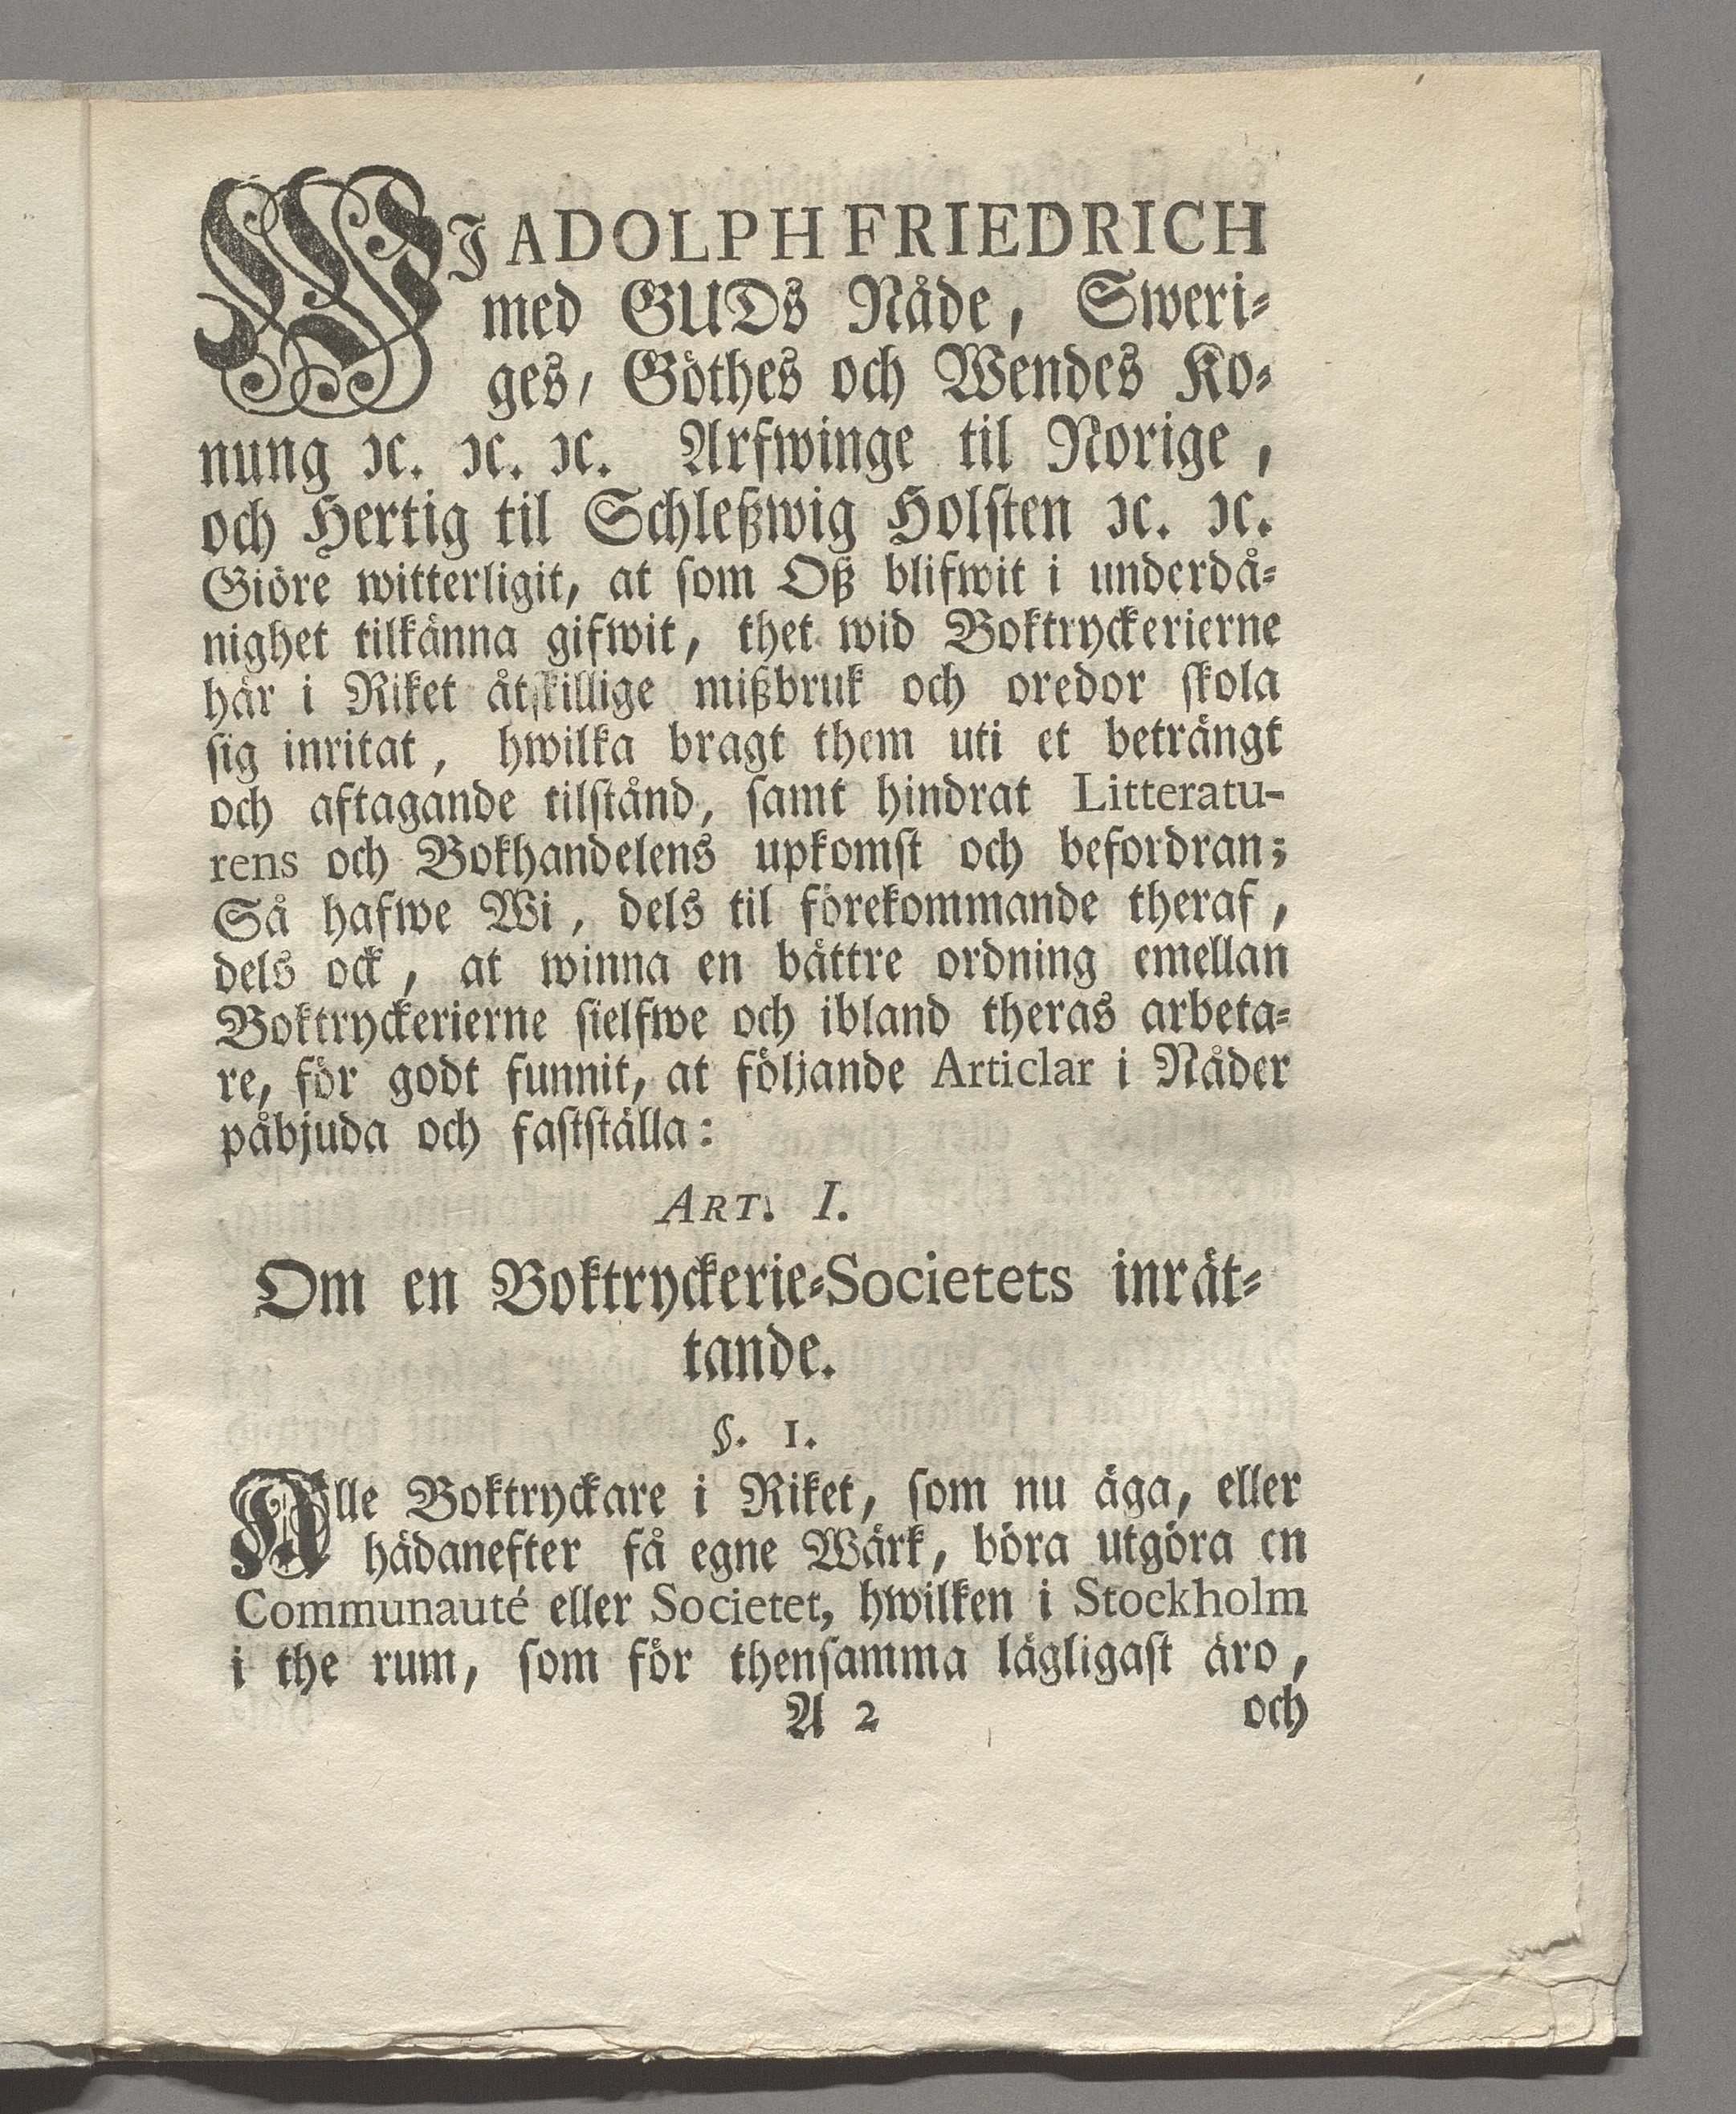 WJ ADOLPH FRIEDRICH
med GUDs Nåde, Sweri-
ges, Göthes och Wendes Ko-
nung ꝛc. ꝛc. ꝛc. Arfwinge til Norige,
och Hertig til Schleßwig Holsten ꝛc. ꝛc.
Giöre witterligit, at som Oß blifwit i underdå-
nighet tilkänna gifwit, thet wid Boktryckerierne
här i Riket åtskillige mißbruk och oredor skola
sig inritat, hwilka bragt them uti et beträngt
och aftagande tilstånd, samt hindrat Litteratu-
rens och Bokhandelens upkomst och befordran;
Så hafwe Wi, dels til förekommande theraf,
dels ock, at winna en bättre ordning emellan
Boktryckerierne sielfwe och ibland theras arbeta-
re, för godt funnit, at följande Articlar i Nåder
påbjuda och fastställa:
ART. I.
Om en Boktryckerie-Societets inrät-
tande.
§. 1.
Alle Boktryckare i Riket, som nu äga, eller
hädanefter få egne Wärk, böra utgöra en
Communauté eller Societet, hwilken i Stockholm
i the rum, som för thensamma lägligast äro,
A 2 och